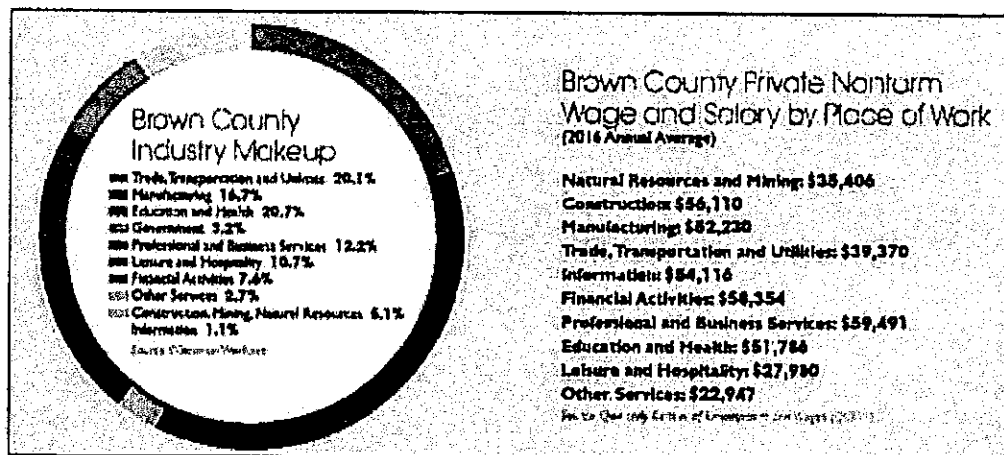 Brown County
Industry Makeup
Trade, Transportation and Utilities 20.1%
Manufacturing 16.7%
Education and Health 20.7%
Government 3.2%
Professional and Business Services 12.2%
Leisure and Hospitality 10.7%
Financial Activities 7.6%
Other Services 2.7%
Construction, Mining, Natural Resources 5.1%
Information 1.1%
Source
Brown County Private Nonfarm
Wage and Salary by Place of Work
(2016 Annual Average)
Natural Resources and Mining: $35,406
Construction: $56,110
Manufacturing: $52,230
Trade, Transportation and Utilities: $39,370
Information: $54,116
Financial Activities: $58,354
Professional and Business Services: $59,491
Education and Health: $51,786
Leisure and Hospitality: $27,980
Other Services: $22,947